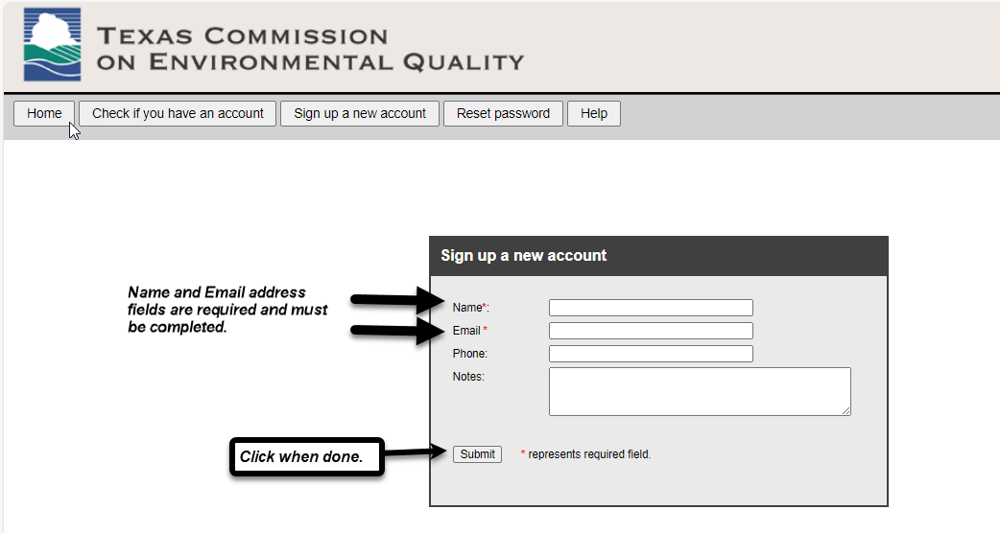 TEXAS COMMISSION
ON ENVIRONMENTAL QUALITY
Home
Check if you have an account
Sign up a new account
Reset password
Help
Sign up a new account
Name and Email address
fields are required and must
be completed.
Name*:
Email *
Phone:
Notes:
Click when done.
Submit
* represents required field.